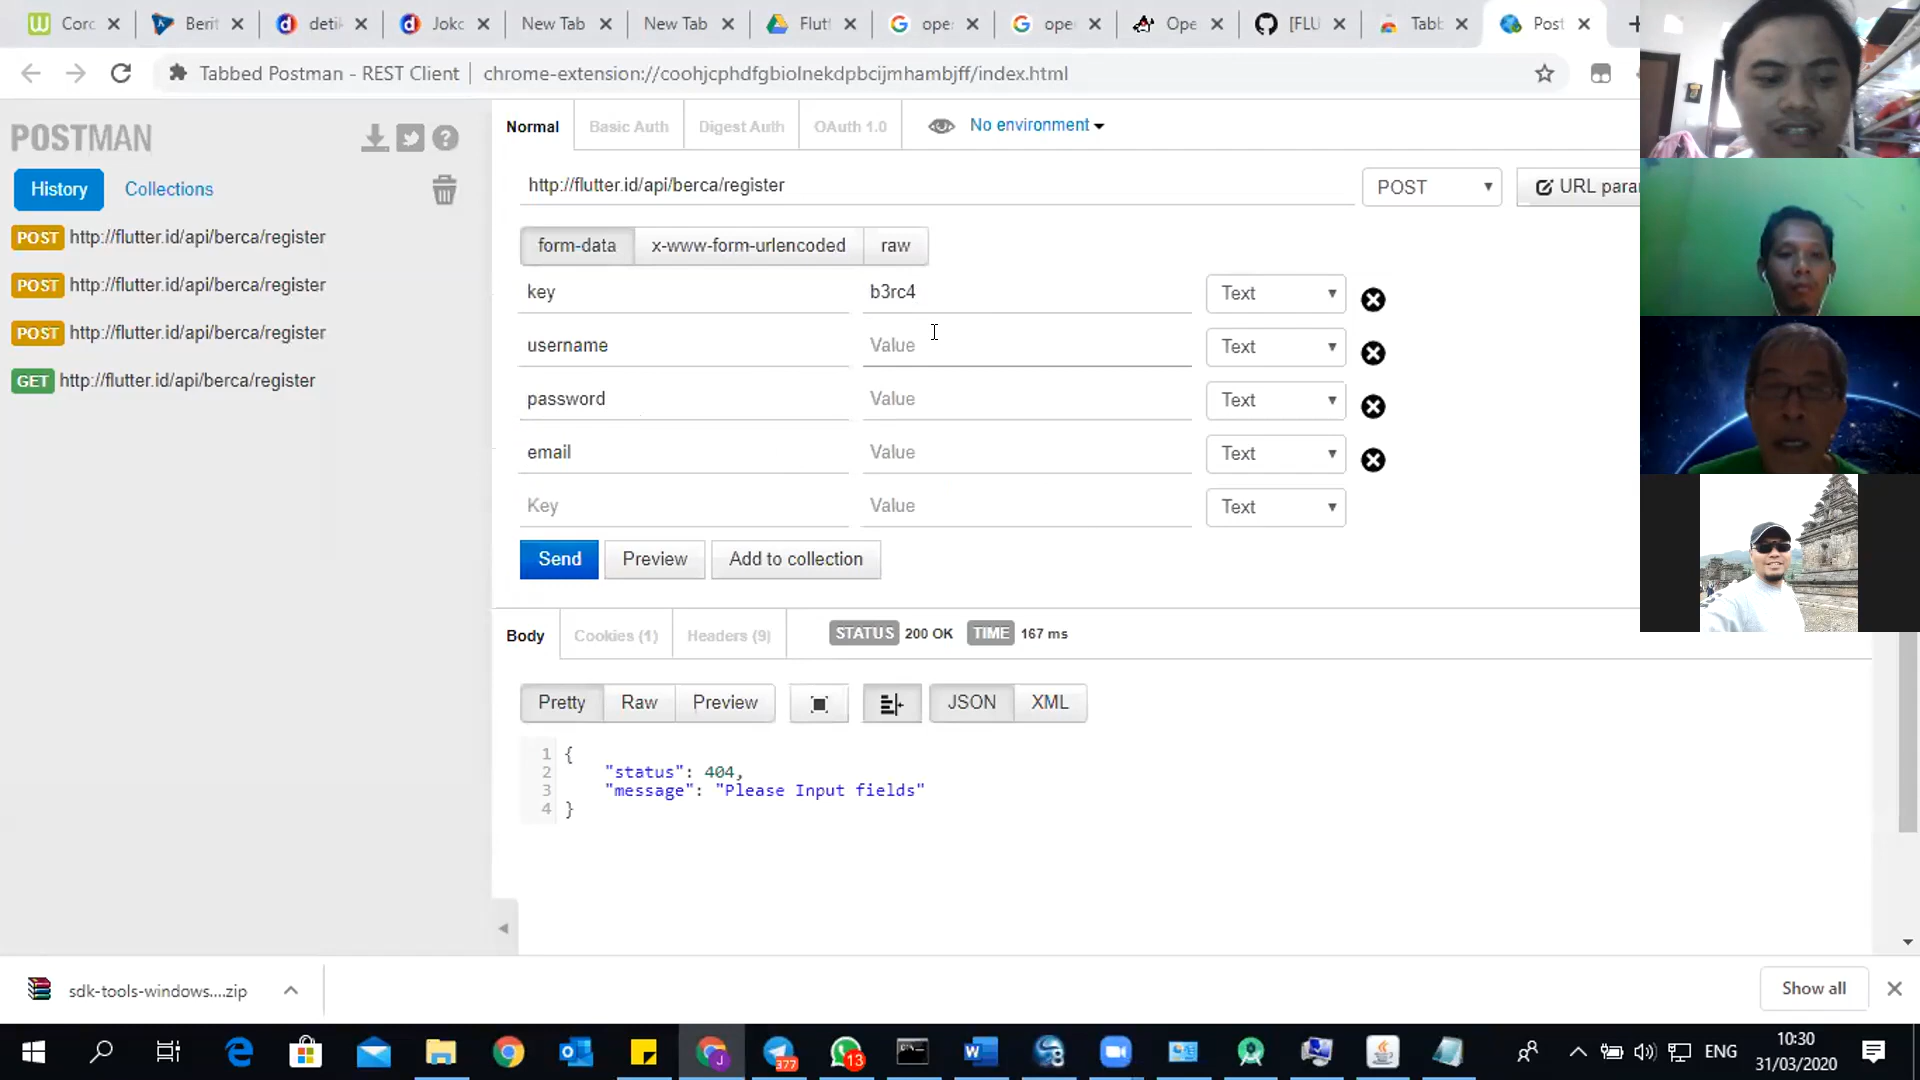 Corc
Berit
detik
Joko
New Tab
New Tab
Flutt
ope
ope
Ope
[FLU
Tabb
Post
Tabbed Postman - REST Client
chrome-extension://coohjcphdfgbiolnekdpbcijmhambjff/index.html
POSTMAN
History
Collections
POST http://flutter.id/api/berca/register
POST http://flutter.id/api/berca/register
POST http://flutter.id/api/berca/register
GET http://flutter.id/api/berca/register
Normal
Basic Auth
Digest Auth
OAuth 1.0
No environment
http://flutter.id/api/berca/register
POST
URL para
form-data
x-www-form-urlencoded
raw
key b3rc4 Text
username Value Text
password Value Text
email Value Text
Key Value Text
Send
Preview
Add to collection
Body
Cookies (1)
Headers (9)
STATUS 200 OK TIME 167 ms
Pretty
Raw
Preview
JSON
XML
1 {
2 "status": 404,
3 "message": "Please Input fields"
4 }
sdk-tools-windows....zip
Show all
377
13
ENG
10:30
31/03/2020